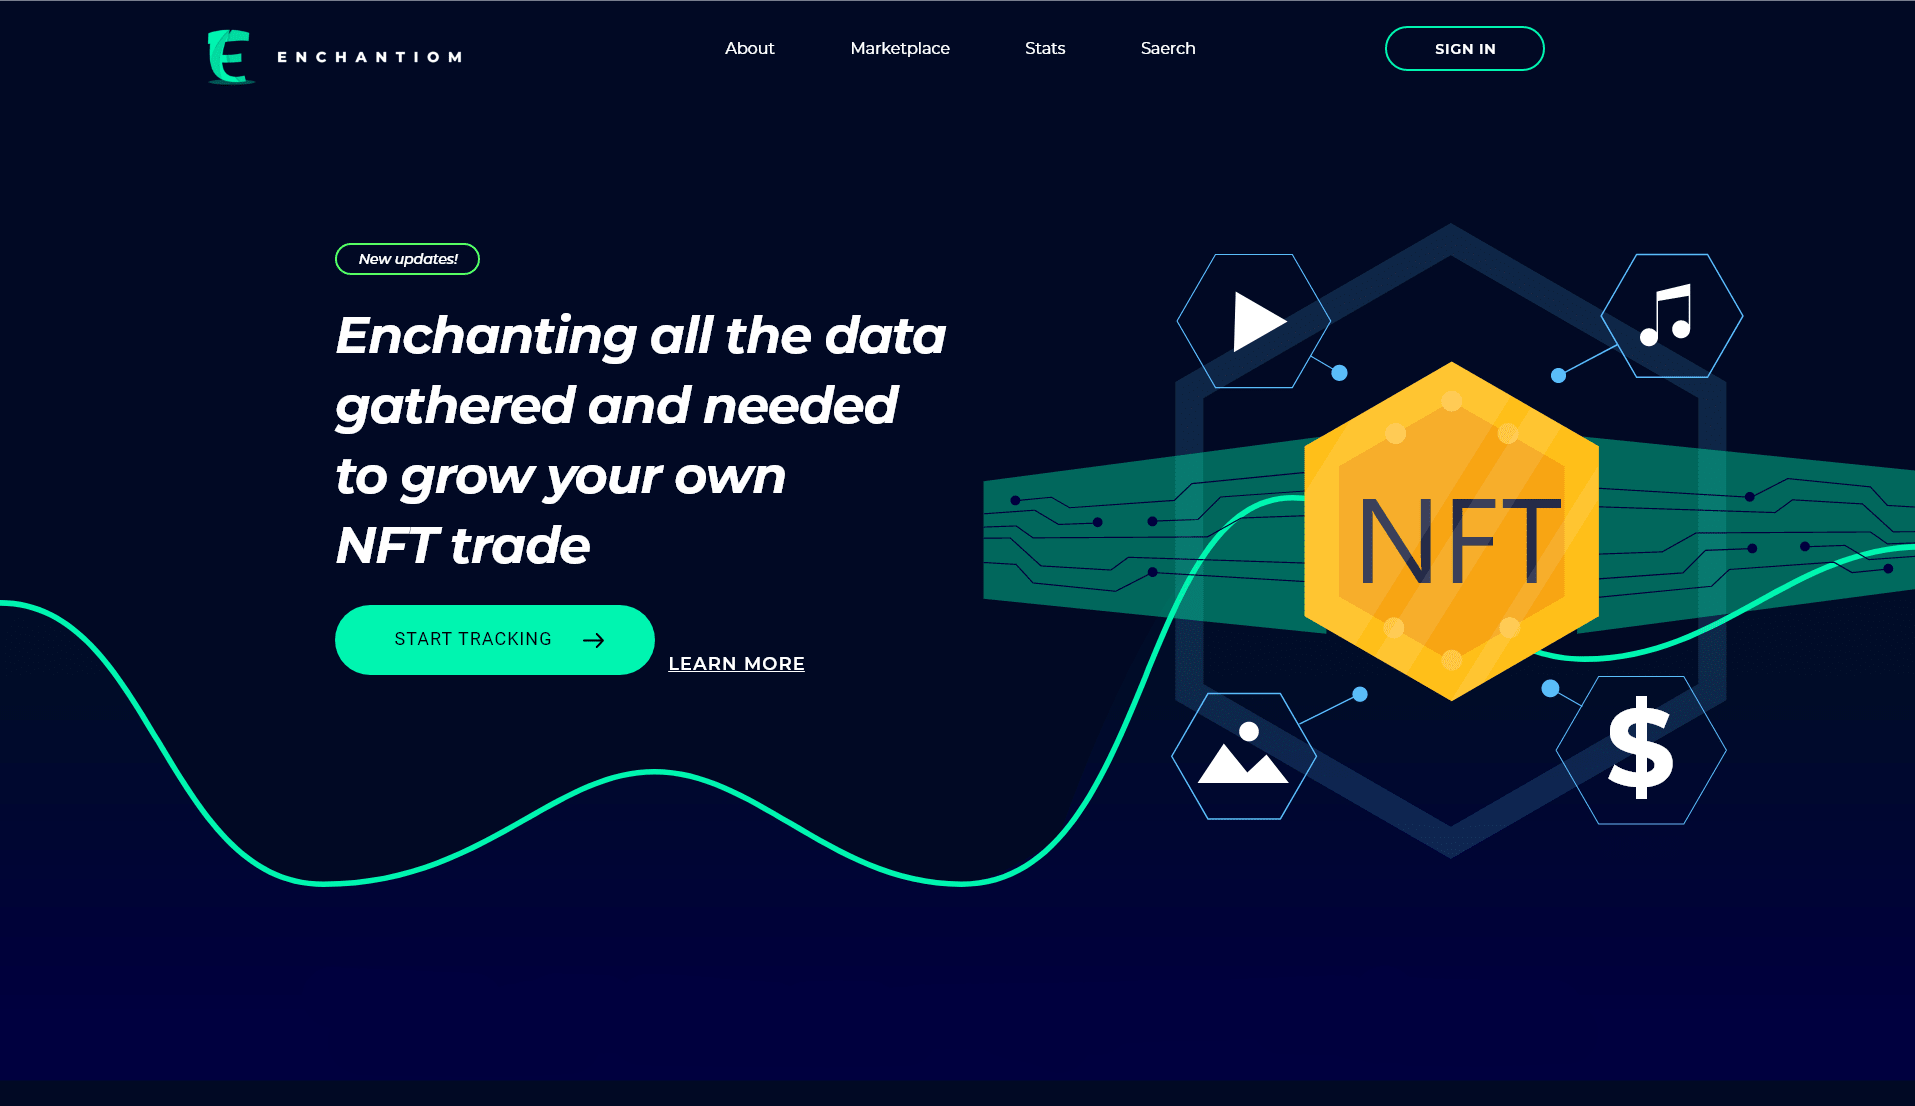 ENCHANTIOM
About
Marketplace
Stats
Saerch
SIGN IN
New updates!
Enchanting all the data
gathered and needed
to grow your own
NFT trade
START TRACKING
LEARN MORE
NFT
$